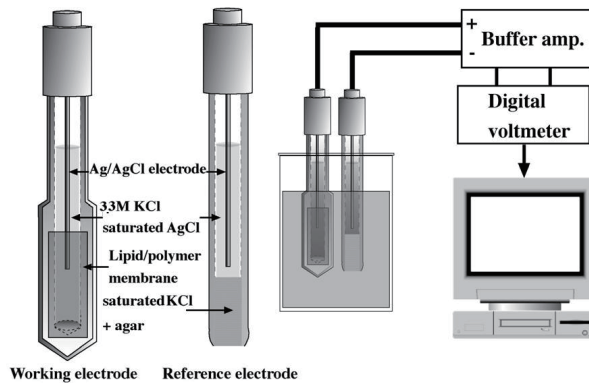 +
-
Buffer amp.
Digital
voltmeter
Ag/AgCl electrode
3.3M KCl
saturated AgCl
Lipid/polymer
membrane
saturated KCl
+ agar
Working electrode
Reference electrode